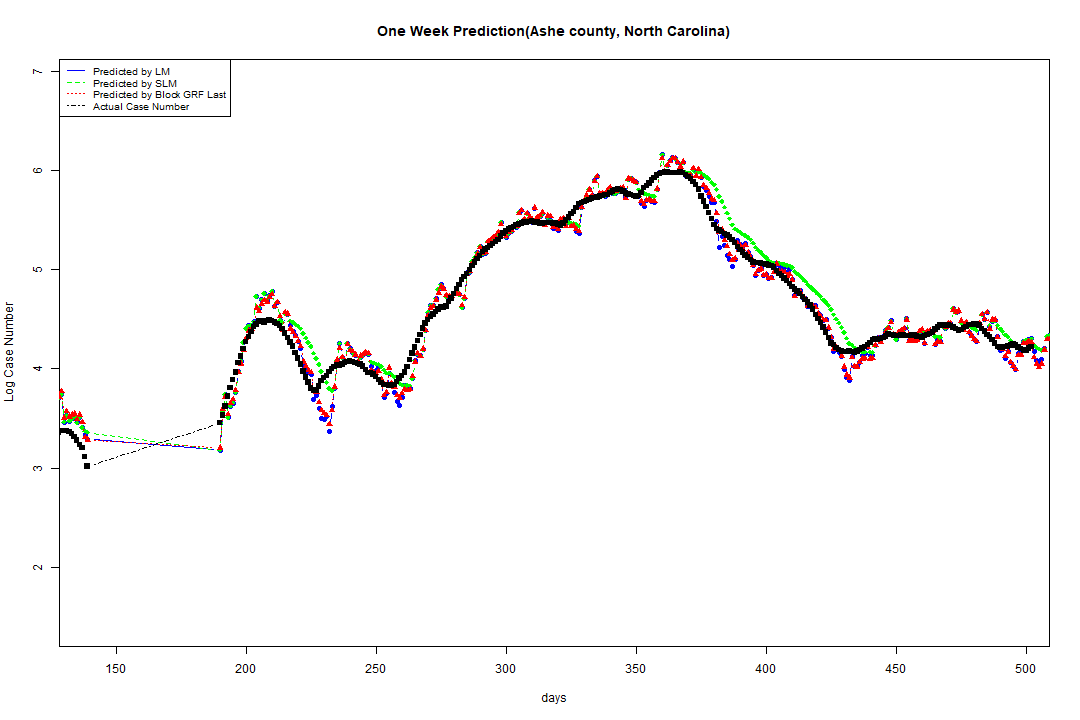 One Week Prediction(Ashe county, North Carolina)
Predicted by LM
Predicted by SLM
Predicted by Block GRF Last
Actual Case Number
7
6
5
4
3
2
Log Case Number
150 200 250 300 350 400 450 500
days